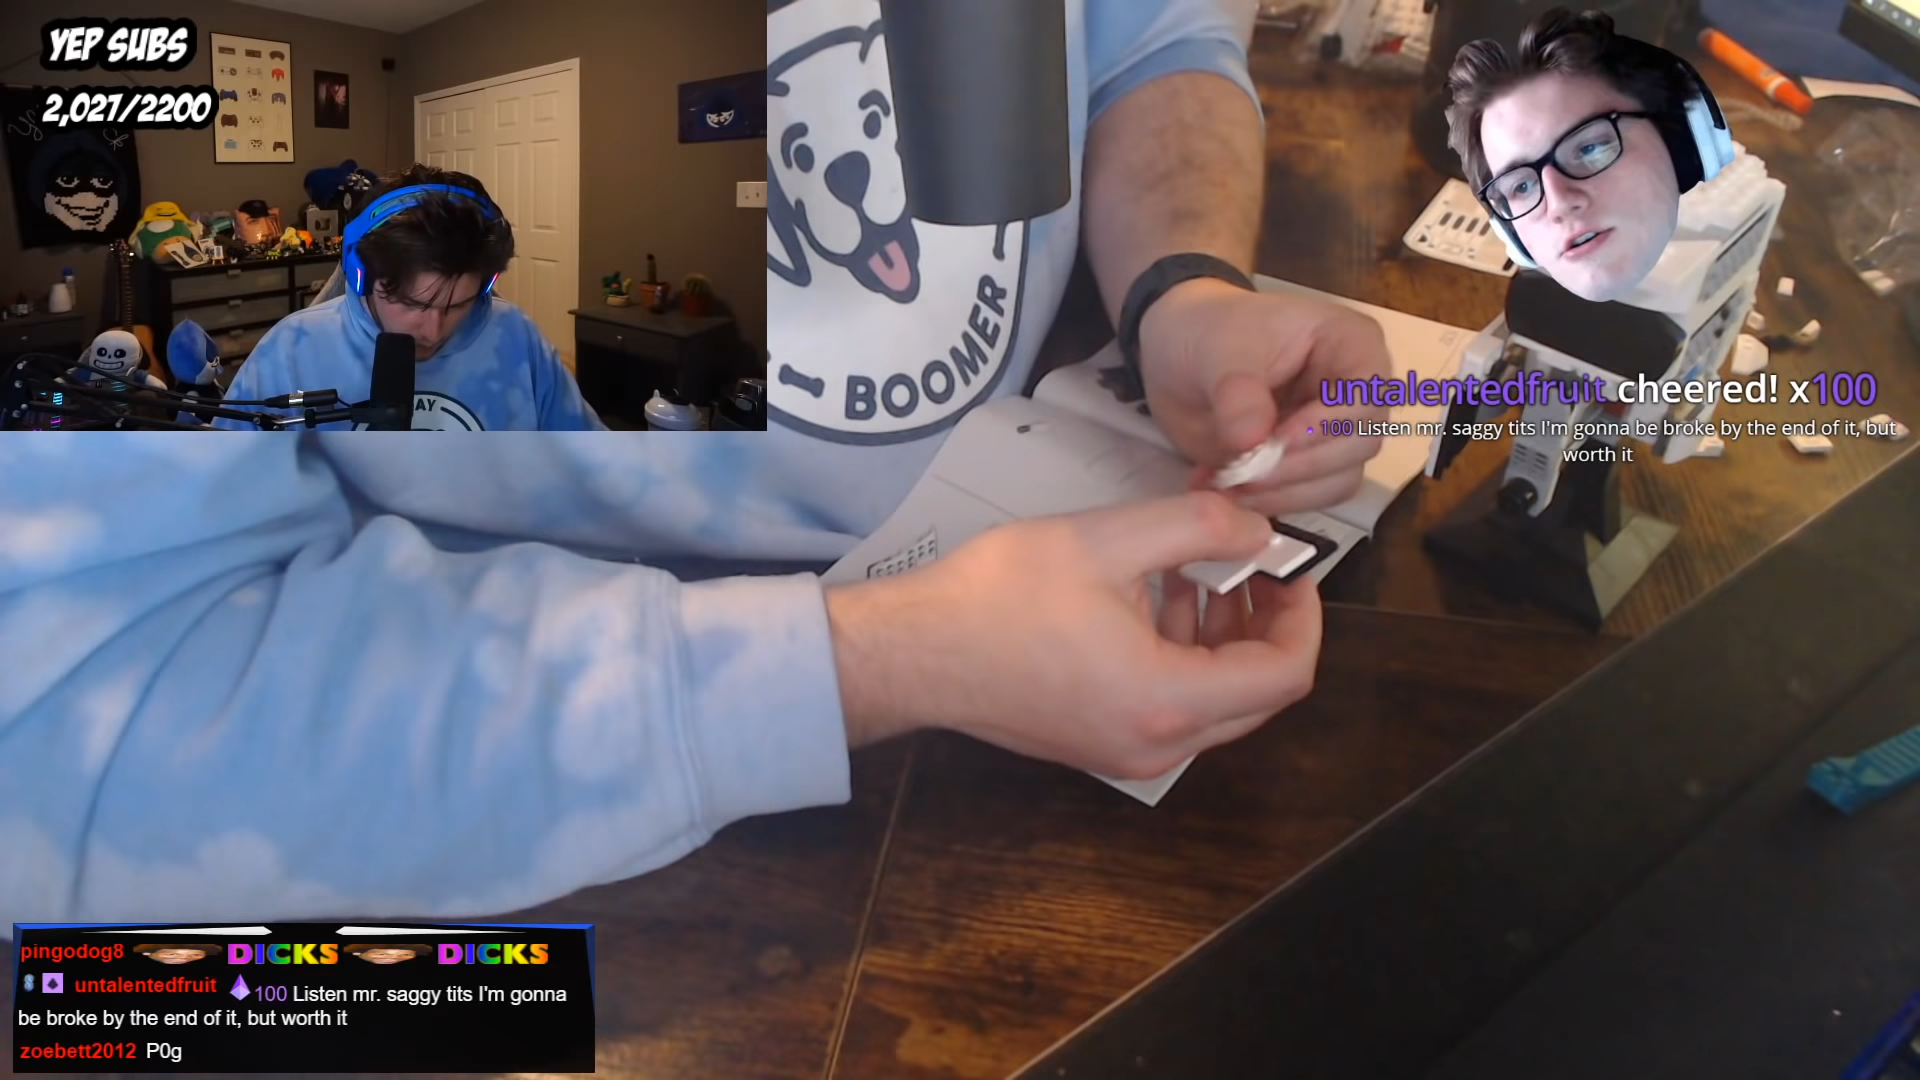 YEP SUBS
2,027/2200
AY
I BOOMER
untalentedfruit cheered! x100
100 Listen mr. saggy tits I'm gonna be broke by the end of it, but
worth it
pingodog8 DICKS DICKS
untalentedfruit 100 Listen mr. saggy tits I'm gonna
be broke by the end of it, but worth it
zoebett2012 P0g